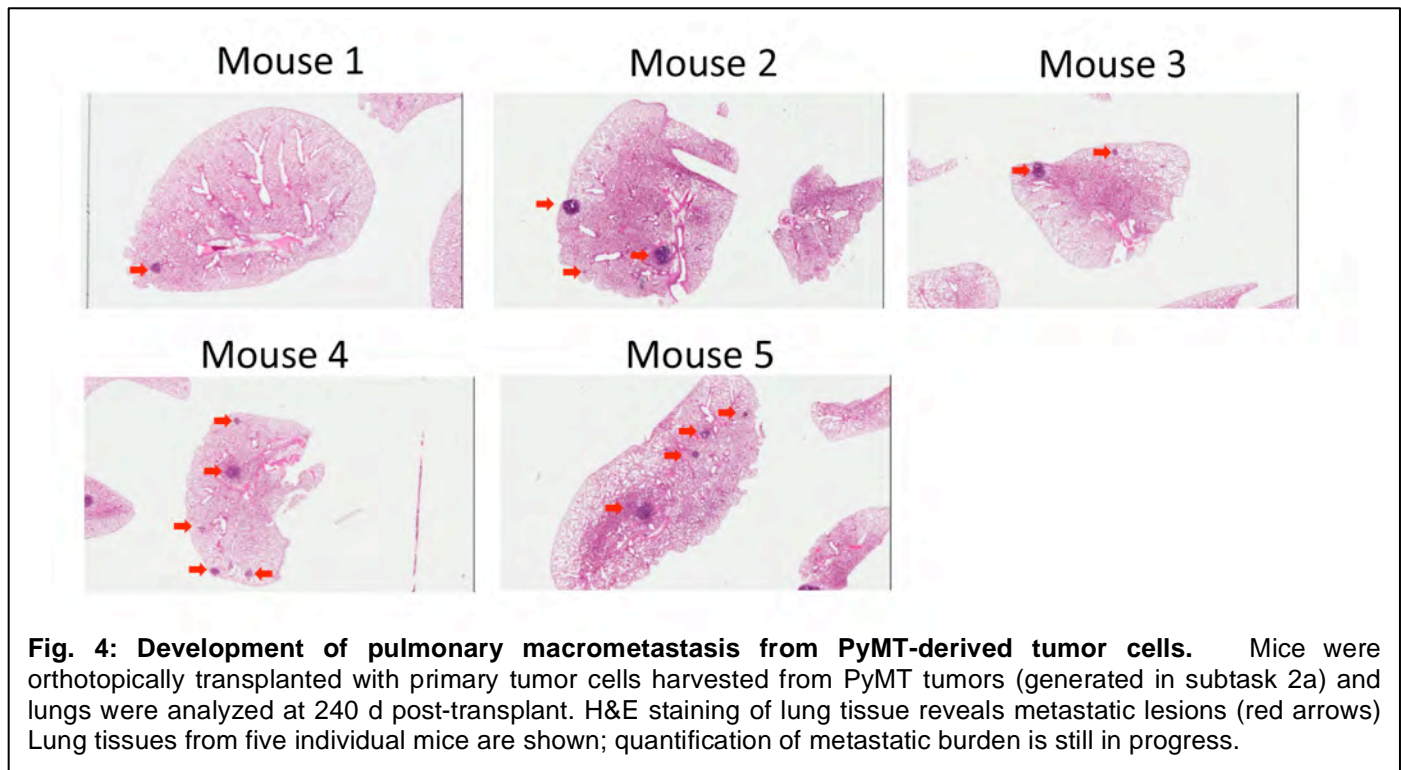 Mouse 1
Mouse 2
Mouse 3
Mouse 4
Mouse 5
Fig. 4: Development of pulmonary macrometastasis from PyMT-derived tumor cells. Mice were
orthotopically transplanted with primary tumor cells harvested from PyMT tumors (generated in subtask 2a) and
lungs were analyzed at 240 d post-transplant. H&E staining of lung tissue reveals metastatic lesions (red arrows)
Lung tissues from five individual mice are shown; quantification of metastatic burden is still in progress.